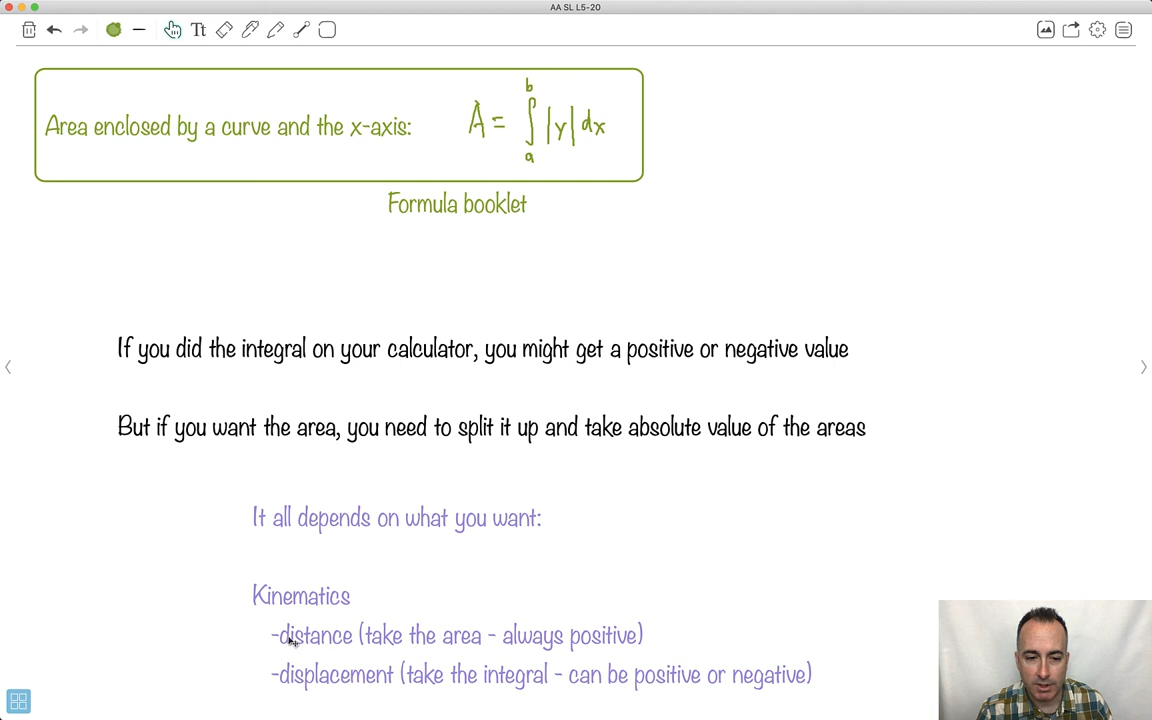 AA SL L5-20
Tt
Area enclosed by a curve and the x-axis: A = ∫ₐᵇ |y| dx
Formula booklet
If you did the integral on your calculator, you might get a positive or negative value
But if you want the area, you need to split it up and take absolute value of the areas
It all depends on what you want:
Kinematics
-distance (take the area - always positive)
-displacement (take the integral - can be positive or negative)